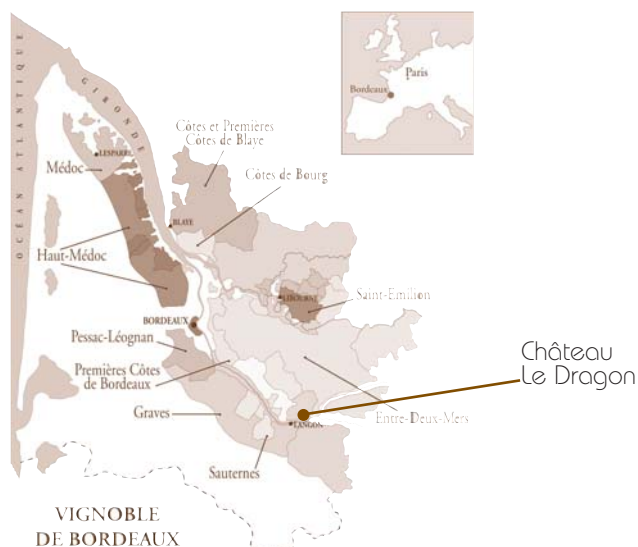 OCÉAN ATLANTIQUE
GIRONDE
Paris
Bordeaux
Côtes et Premières
Côtes de Blaye
LESPARRE
Médoc
Côtes de Bourg
BLAYE
Haut-Médoc
LIBOURNE
Saint-Emilion
BORDEAUX
Pessac-Léognan
Château
Le Dragon
Premières Côtes
de Bordeaux
Graves
Entre-Deux-Mers
LANGON
Sauternes
VIGNOBLE
DE BORDEAUX